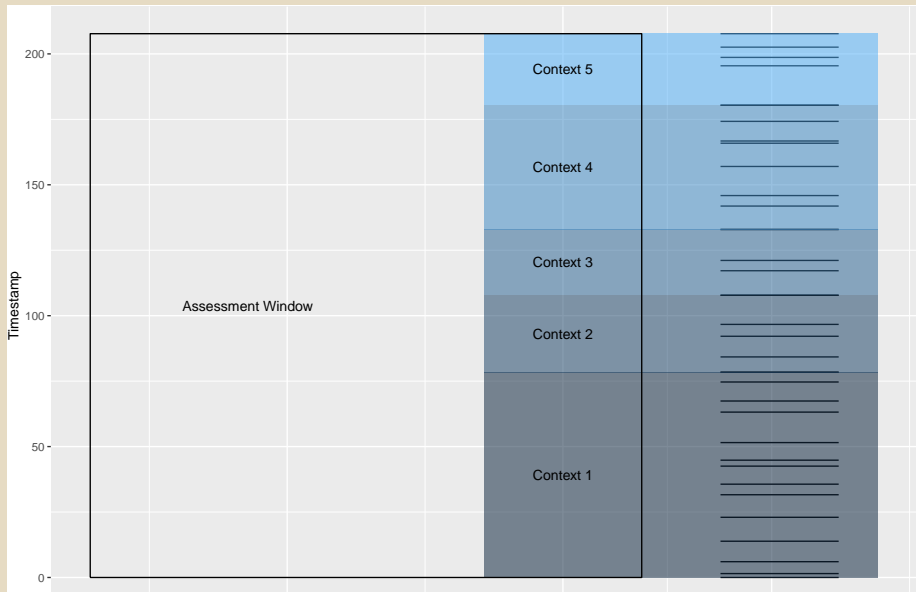 200
Context 5
Context 4
150
Context 3
Assessment Window
Timestamp
100
Context 2
50
Context 1
0